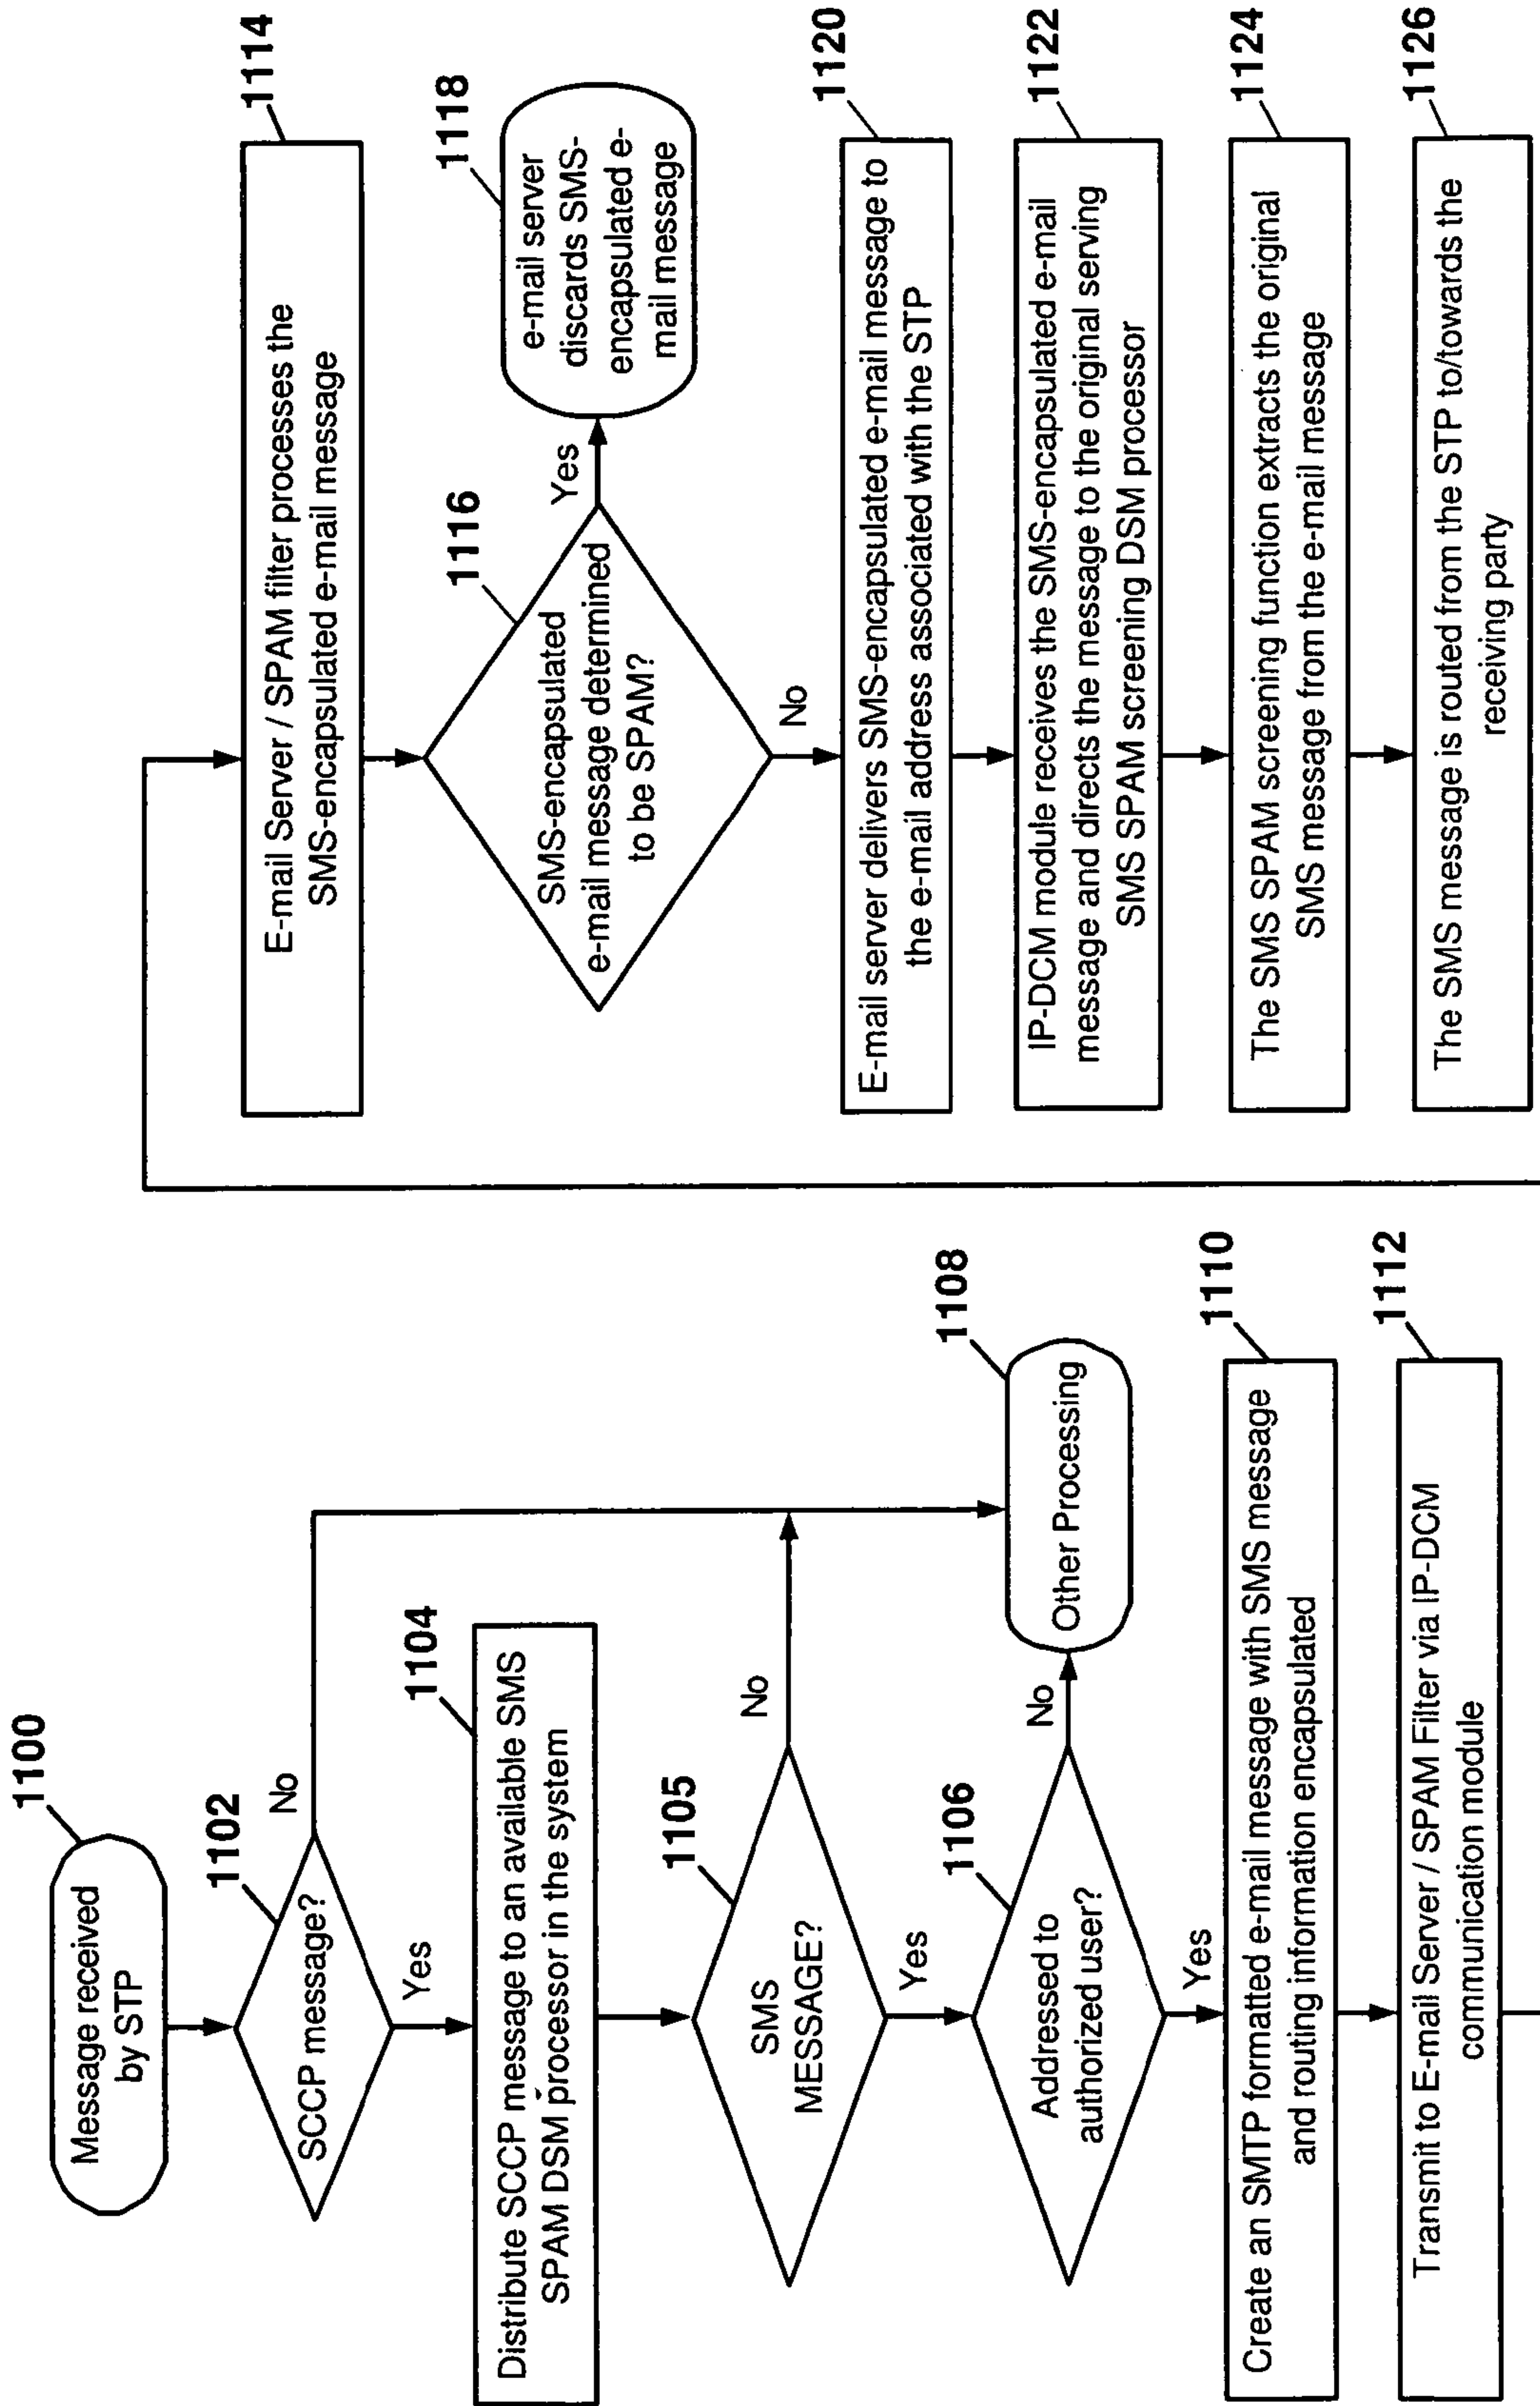 1100
Message received
by STP
1102
SCCP message?
No
Yes
1104
Distribute SCCP message to an available SMS
SPAM DSM processor in the system
1105
SMS
MESSAGE?
No
Yes
1106
Addressed to
authorized user?
No
Yes
1108
Other Processing
1110
Create an SMTP formatted e-mail message with SMS message
and routing information encapsulated
1112
Transmit to E-mail Server / SPAM Filter via IP-DCM
communication module
1114
E-mail Server / SPAM filter processes the
SMS-encapsulated e-mail message
1116
SMS-encapsulated
e-mail message determined
to be SPAM?
Yes
No
1118
e-mail server
discards SMS-
encapsulated e-
mail message
1120
E-mail server delivers SMS-encapsulated e-mail message to
the e-mail address associated with the STP
1122
IP-DCM module receives the SMS-encapsulated e-mail
message and directs the message to the original serving
SMS SPAM screening DSM processor
1124
The SMS SPAM screening function extracts the original
SMS message from the e-mail message
1126
The SMS message is routed from the STP to/towards the
receiving party